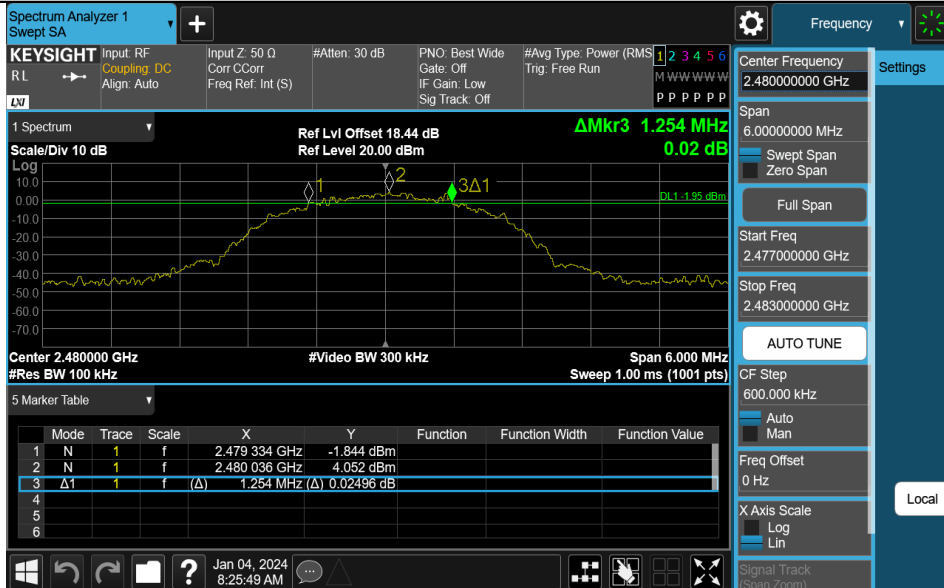 Spectrum Analyzer 1
Swept SA
Frequency
KEYSIGHT
RL
LXI
Input: RF
Coupling: DC
Align: Auto
Input Z: 50 Ω
Corr CCorr
Freq Ref: Int (S)
#Atten: 30 dB
PNO: Best Wide
Gate: Off
IF Gain: Low
Sig Track: Off
#Avg Type: Power (RMS
Trig: Free Run
1 2 3 4 5 6
M W W W W W
P P P P P P
1 Spectrum
Scale/Div 10 dB
Ref Lvl Offset 18.44 dB
Ref Level 20.00 dBm
ΔMkr3 1.254 MHz
0.02 dB
Log
10.0
0.00
-10.0
-20.0
-30.0
-40.0
-50.0
-60.0
-70.0
1
2
3Δ1
DL1 -1.95 dBm
Center 2.480000 GHz
#Video BW 300 kHz
Span 6.000 MHz
#Res BW 100 kHz
Sweep 1.00 ms (1001 pts)
5 Marker Table
Mode Trace Scale X Y Function Function Width Function Value
1 N 1 f 2.479 334 GHz -1.844 dBm
2 N 1 f 2.480 036 GHz 4.052 dBm
3 Δ1 1 f (Δ) 1.254 MHz (Δ) 0.02496 dB
4
5
6
?
Jan 04, 2024
8:25:49 AM
Center Frequency
2.480000000 GHz
Span
6.00000000 MHz
Swept Span
Zero Span
Full Span
Start Freq
2.477000000 GHz
Stop Freq
2.483000000 GHz
AUTO TUNE
CF Step
600.000 kHz
Auto
Man
Freq Offset
0 Hz
X Axis Scale
Log
Lin
Signal Track
(Span Zoom)
Settings
Local